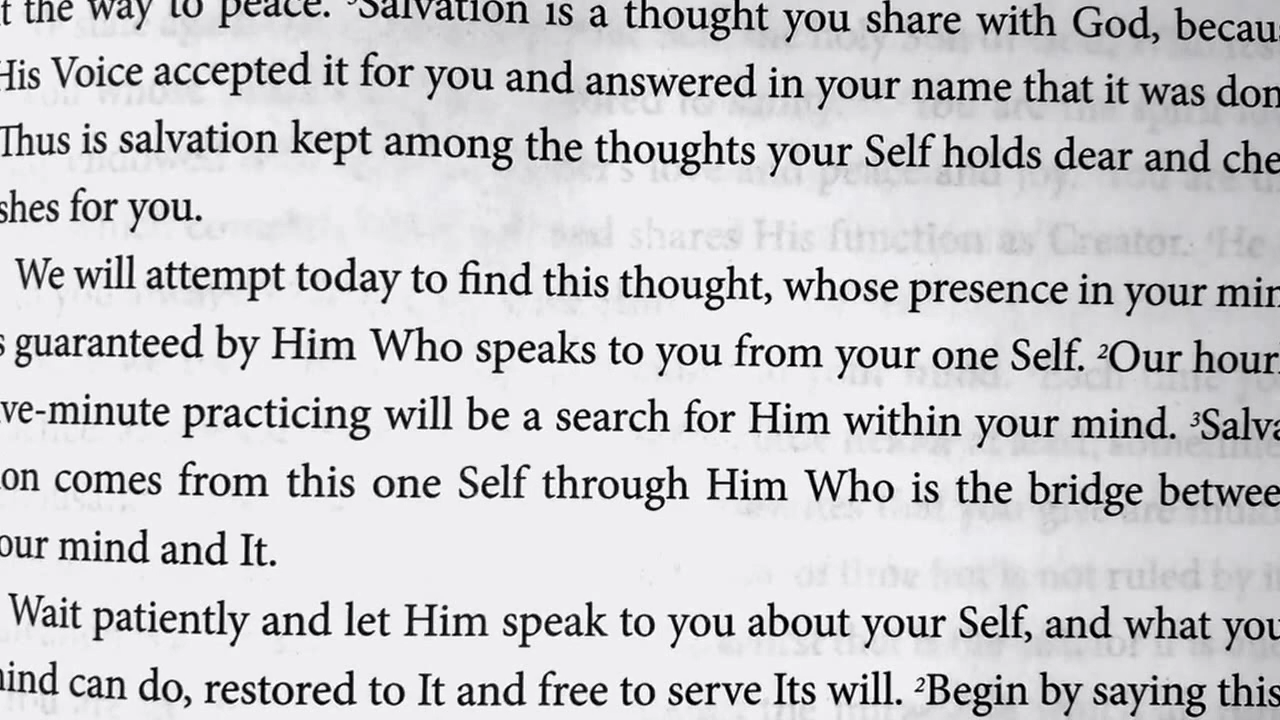 t the way to peace. ⁵Salvation is a thought you share with God, becau
His Voice accepted it for you and answered in your name that it was don
Thus is salvation kept among the thoughts your Self holds dear and che
shes for you.
We will attempt today to find this thought, whose presence in your min
s guaranteed by Him Who speaks to you from your one Self. ²Our hour
ve-minute practicing will be a search for Him within your mind. ³Salva
on comes from this one Self through Him Who is the bridge betwee
our mind and It.
Wait patiently and let Him speak to you about your Self, and what you
ind can do, restored to It and free to serve Its will. ²Begin by saying this